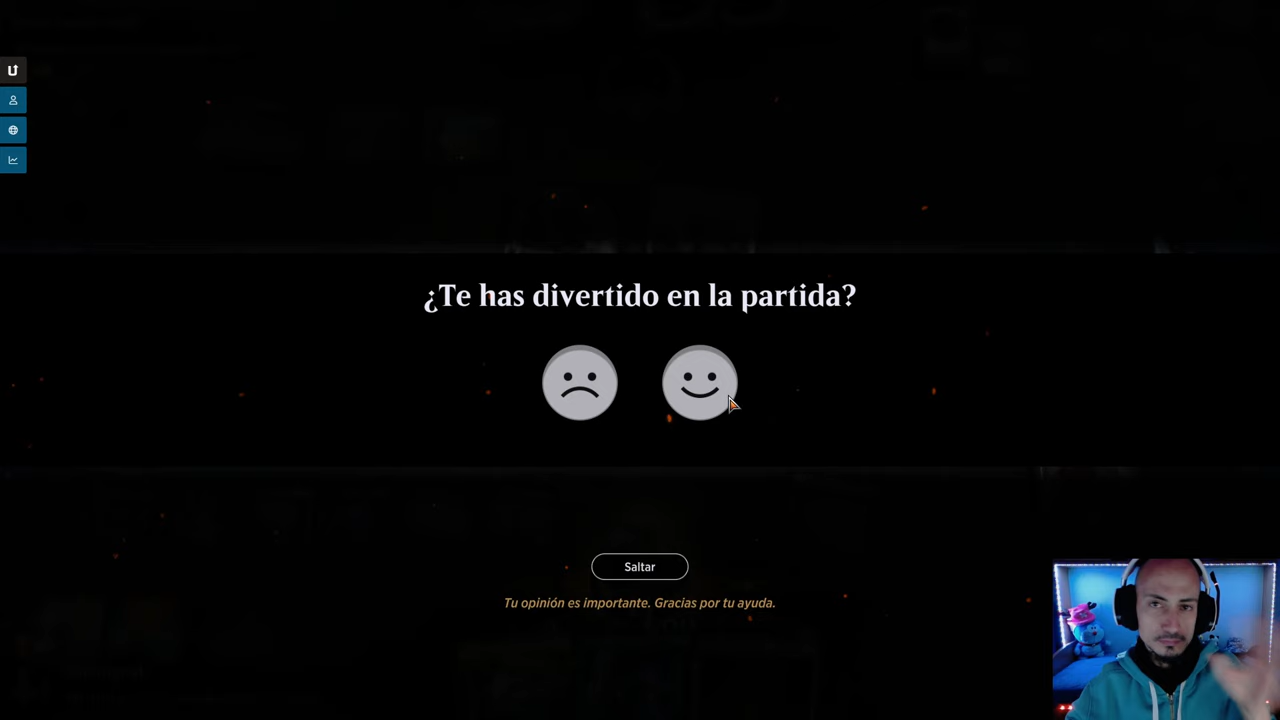 ¿Te has divertido en la partida?
Saltar
Tu opinión es importante. Gracias por tu ayuda.